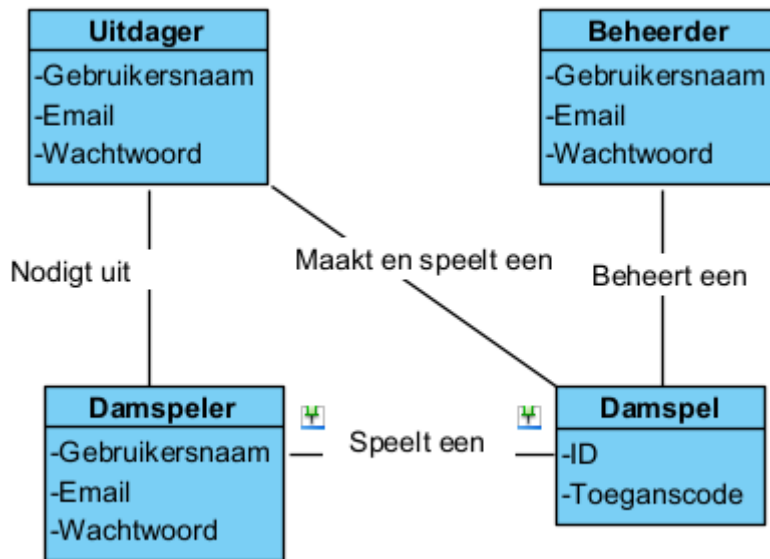 Uitdager
-Gebruikersnaam
-Email
-Wachtwoord
Beheerder
-Gebruikersnaam
-Email
-Wachtwoord
Nodigt uit
Maakt en speelt een
Beheert een
Damspeler
-Gebruikersnaam
-Email
-Wachtwoord
Speelt een
Damspel
-ID
-Toeganscode